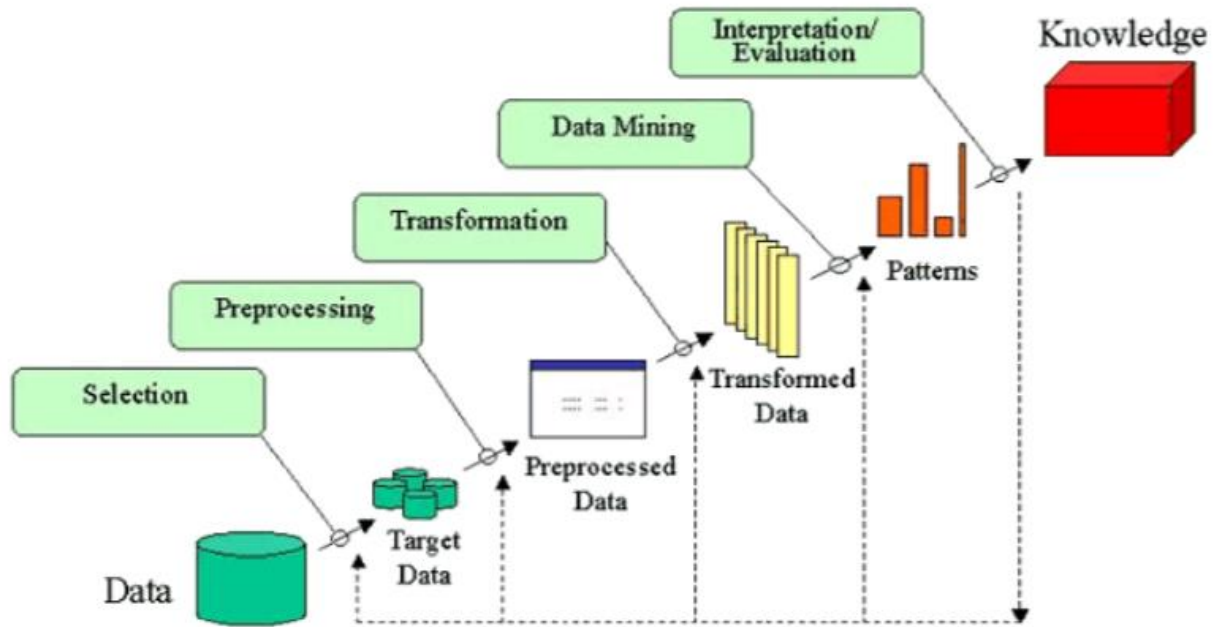 Interpretation/
Evaluation
Knowledge
Data Mining
Transformation
Patterns
Preprocessing
Transformed
Data
Selection
Preprocessed
Data
Target
Data
Data